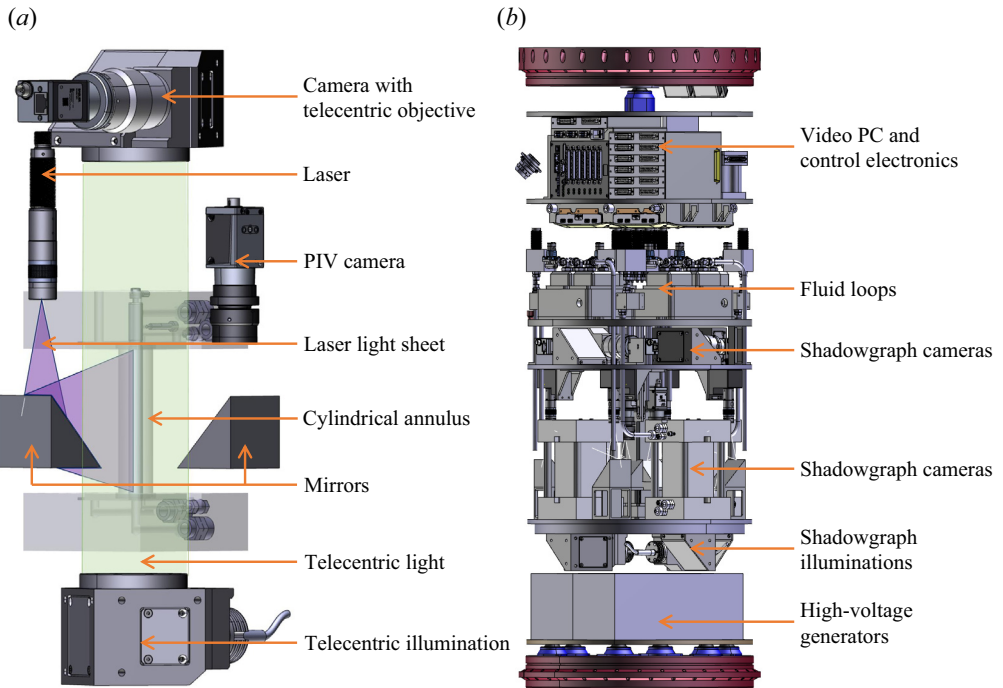 (a)
Camera with
telecentric objective
Laser
PIV camera
Laser light sheet
Cylindrical annulus
Mirrors
Telecentric light
Telecentric illumination
(b)
Video PC and
control electronics
Fluid loops
Shadowgraph cameras
Shadowgraph cameras
Shadowgraph
illuminations
High-voltage
generators